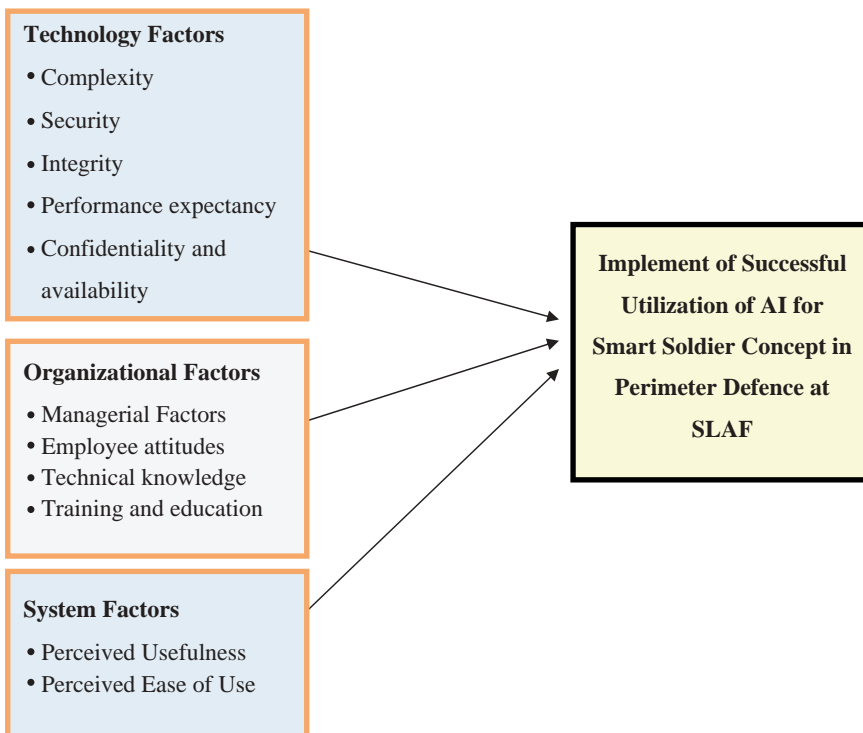 Technology Factors
• Complexity
• Security
• Integrity
• Performance expectancy
• Confidentiality and
availability
Organizational Factors
• Managerial Factors
• Employee attitudes
• Technical knowledge
• Training and education
System Factors
• Perceived Usefulness
• Perceived Ease of Use
Implement of Successful
Utilization of AI for
Smart Soldier Concept in
Perimeter Defence at
SLAF